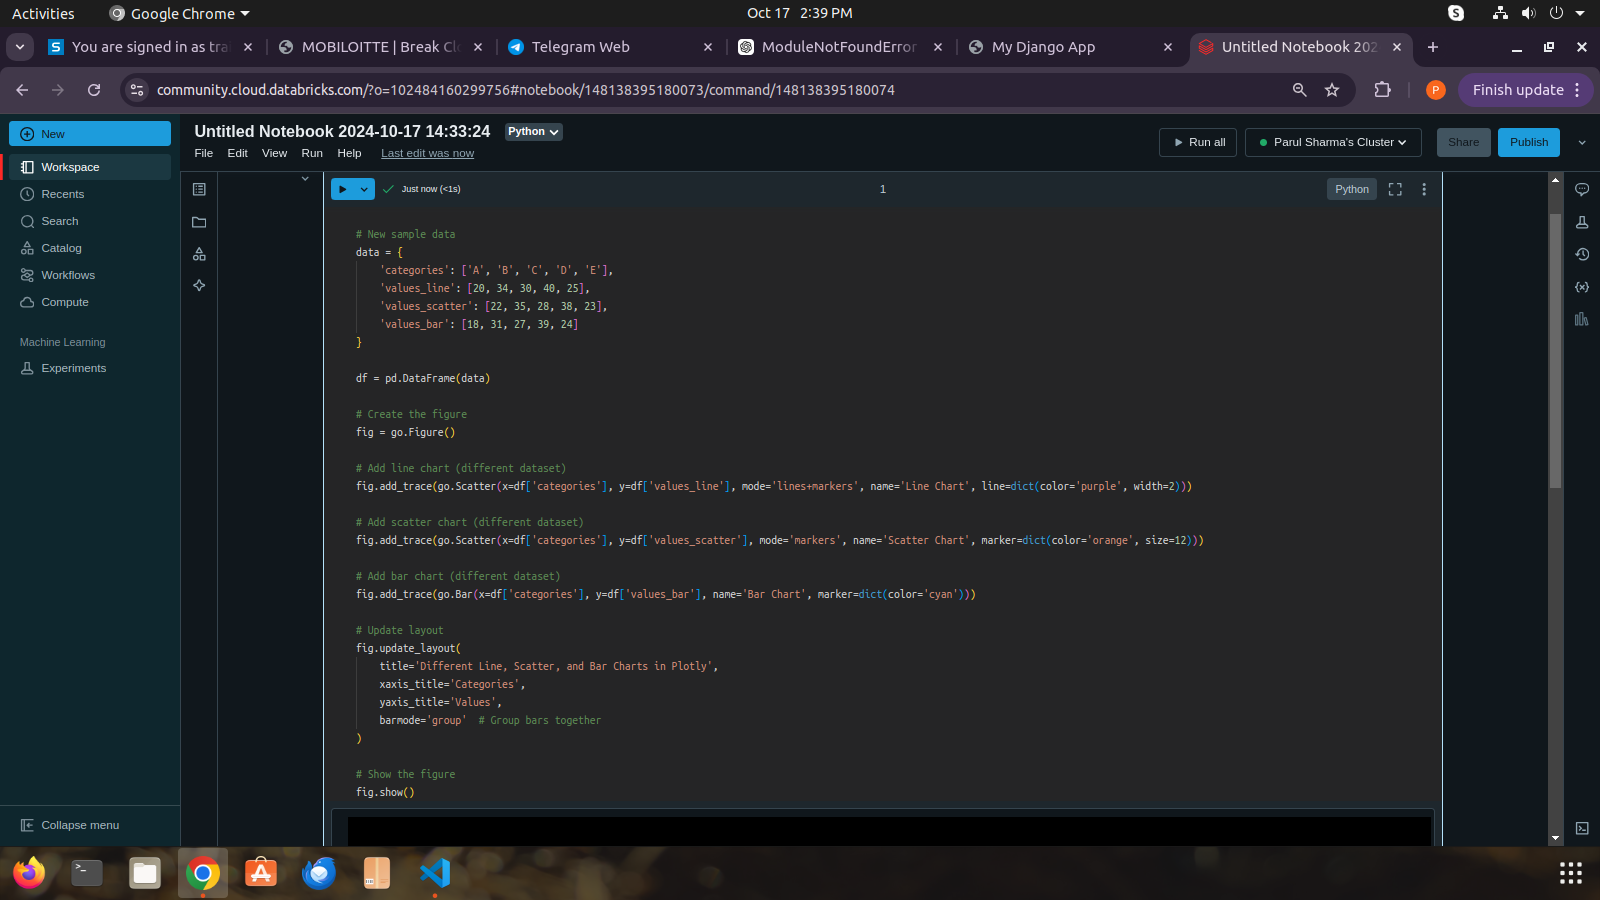 Activities
Google Chrome
Oct 17 2:39 PM
You are signed in as tra
MOBILOITTE | Break Cl
Telegram Web
ModuleNotFoundError
My Django App
Untitled Notebook 202
community.cloud.databricks.com/?o=102484160299756#notebook/148138395180073/command/148138395180074
P
Finish update
New
Workspace
Recents
Search
Catalog
Workflows
Compute
Machine Learning
Experiments
Collapse menu
Untitled Notebook 2024-10-17 14:33:24
Python
File Edit View Run Help Last edit was now
Run all
Parul Sharma's Cluster
Share
Publish
Just now (<1s)
1
Python
# New sample data
data = {
'categories': ['A', 'B', 'C', 'D', 'E'],
'values_line': [20, 34, 30, 40, 25],
'values_scatter': [22, 35, 28, 38, 23],
'values_bar': [18, 31, 27, 39, 24]
}
df = pd.DataFrame(data)
# Create the figure
fig = go.Figure()
# Add line chart (different dataset)
fig.add_trace(go.Scatter(x=df['categories'], y=df['values_line'], mode='lines+markers', name='Line Chart', line=dict(color='purple', width=2)))
# Add scatter chart (different dataset)
fig.add_trace(go.Scatter(x=df['categories'], y=df['values_scatter'], mode='markers', name='Scatter Chart', marker=dict(color='orange', size=12)))
# Add bar chart (different dataset)
fig.add_trace(go.Bar(x=df['categories'], y=df['values_bar'], name='Bar Chart', marker=dict(color='cyan')))
# Update layout
fig.update_layout(
title='Different Line, Scatter, and Bar Charts in Plotly',
xaxis_title='Categories',
yaxis_title='Values',
barmode='group' # Group bars together
)
# Show the figure
fig.show()